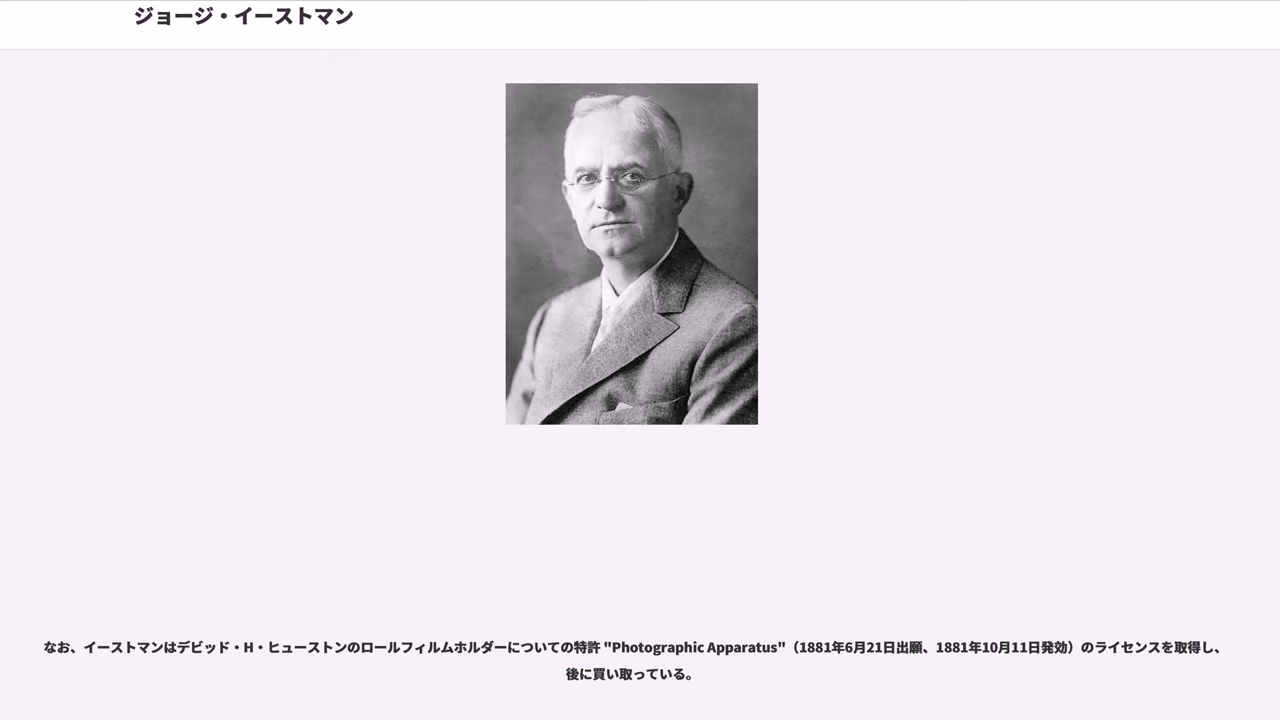 ジョージ・イーストマン
なお、イーストマンはデビッド・H・ヒューストンのロールフィルムホルダーについての特許 "Photographic Apparatus"（1881年6月21日出願、1881年10月11日発効）のライセンスを取得し、
後に買い取っている。